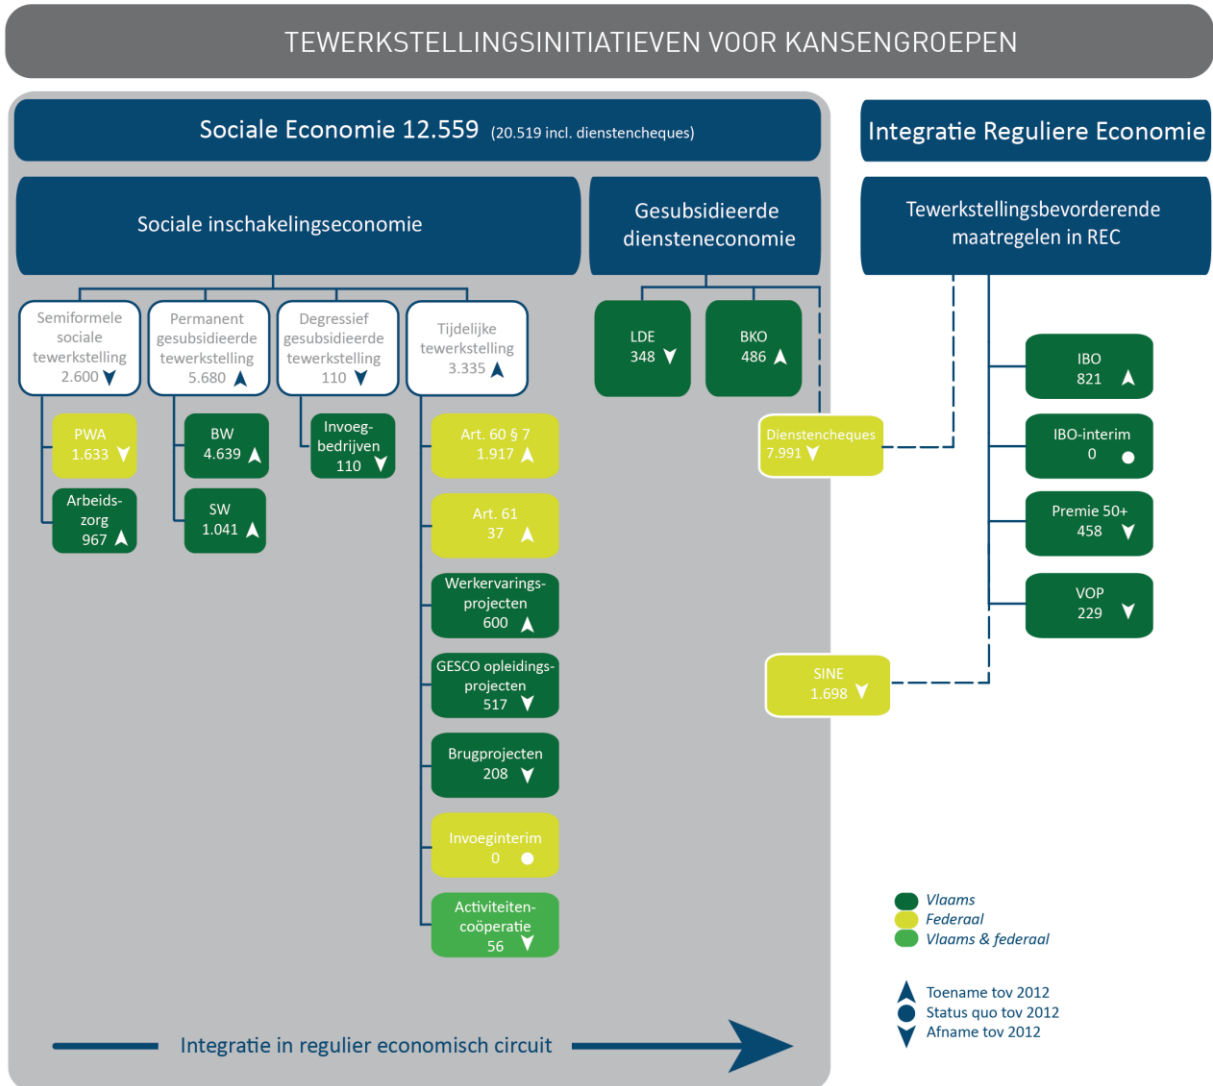 TEWERKSTELLINGSINITIATIEVEN VOOR KANSENGROEPEN
Sociale Economie 12.559 (20.519 incl. dienstencheques)
Integratie Reguliere Economie
Sociale inschakelingseconomie
Gesubsidieerde
diensteneconomie
Tewerkstellingsbevorderende
maatregelen in REC
Semiformele
sociale
tewerkstelling
2.600
Permanent
gesubsidieerde
tewerkstelling
5.680
Degressief
gesubsidieerde
tewerkstelling
110
Tijdelijke
tewerkstelling
3.335
LDE
348
BKO
486
IBO
821
PWA
1.633
BW
4.639
Invoeg-
bedrijven
110
Art. 60 § 7
1.917
Dienstencheques
7.991
IBO-interim
0
Arbeids-
zorg
967
SW
1.041
Art. 61
37
Premie 50+
458
Werkervarings-
projecten
600
VOP
229
GESCO opleidings-
projecten
517
SINE
1.698
Brugprojecten
208
Invoeginterim
0
Activiteiten-
coöperatie
56
Vlaams
Federaal
Vlaams & federaal
Toename tov 2012
Status quo tov 2012
Afname tov 2012
Integratie in regulier economisch circuit